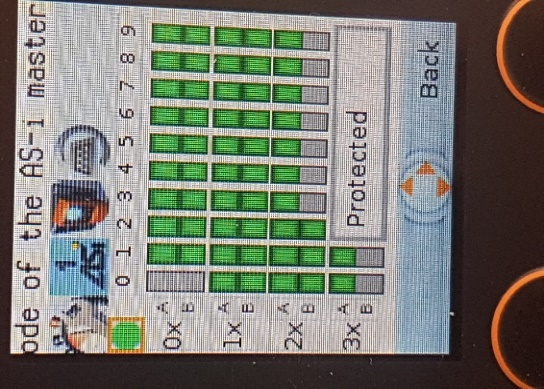 ode of the AS-i master
1
0 1 2 3 4 5 6 7 8 9
0x A
B
1x A
B
2x A
B
3x A
B
Protected
Back